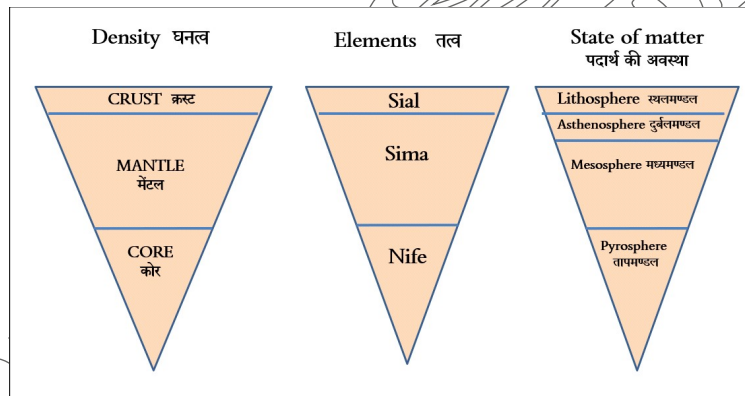 Density घनत्व
CRUST क्रस्ट
MANTLE
मेंटल
CORE
कोर
Elements तत्व
Sial
Sima
Nife
State of matter
पदार्थ की अवस्था
Lithosphere स्थलमण्डल
Asthenosphere दुर्बलमण्डल
Mesosphere मध्यमण्डल
Pyrosphere
तापमण्डल